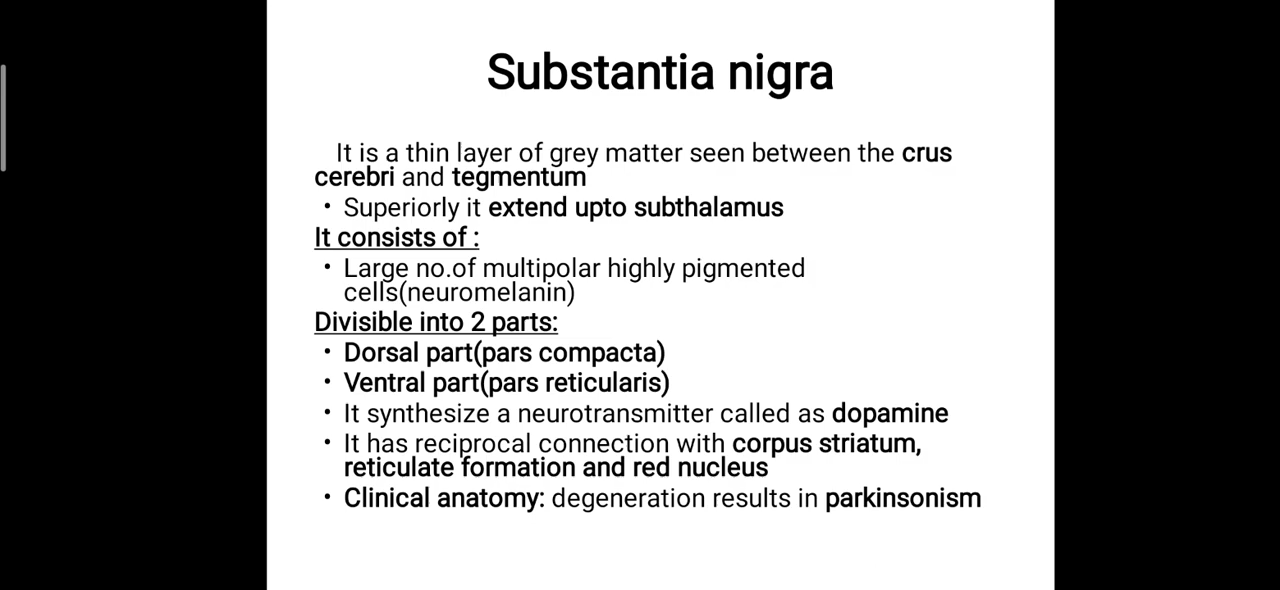 Substantia nigra
It is a thin layer of grey matter seen between the crus
cerebri and tegmentum
• Superiorly it extend upto subthalamus
It consists of :
• Large no.of multipolar highly pigmented
cells(neuromelanin)
Divisible into 2 parts:
• Dorsal part(pars compacta)
• Ventral part(pars reticularis)
• It synthesize a neurotransmitter called as dopamine
• It has reciprocal connection with corpus striatum,
reticulate formation and red nucleus
• Clinical anatomy: degeneration results in parkinsonism